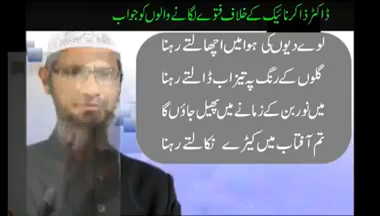 ڈاکٹر ذاکر نائیک کے خلاف فتوے لگانے والوں کو جواب
لوے دیوں کی ہوا میں اچھالتے رہنا
گلوں کے رنگ پہ تیزاب ڈالتے رہنا
میں نور بن کے زمانے میں پھیل جاؤں گا
تم آفتاب میں کیڑے نکالتے رہنا